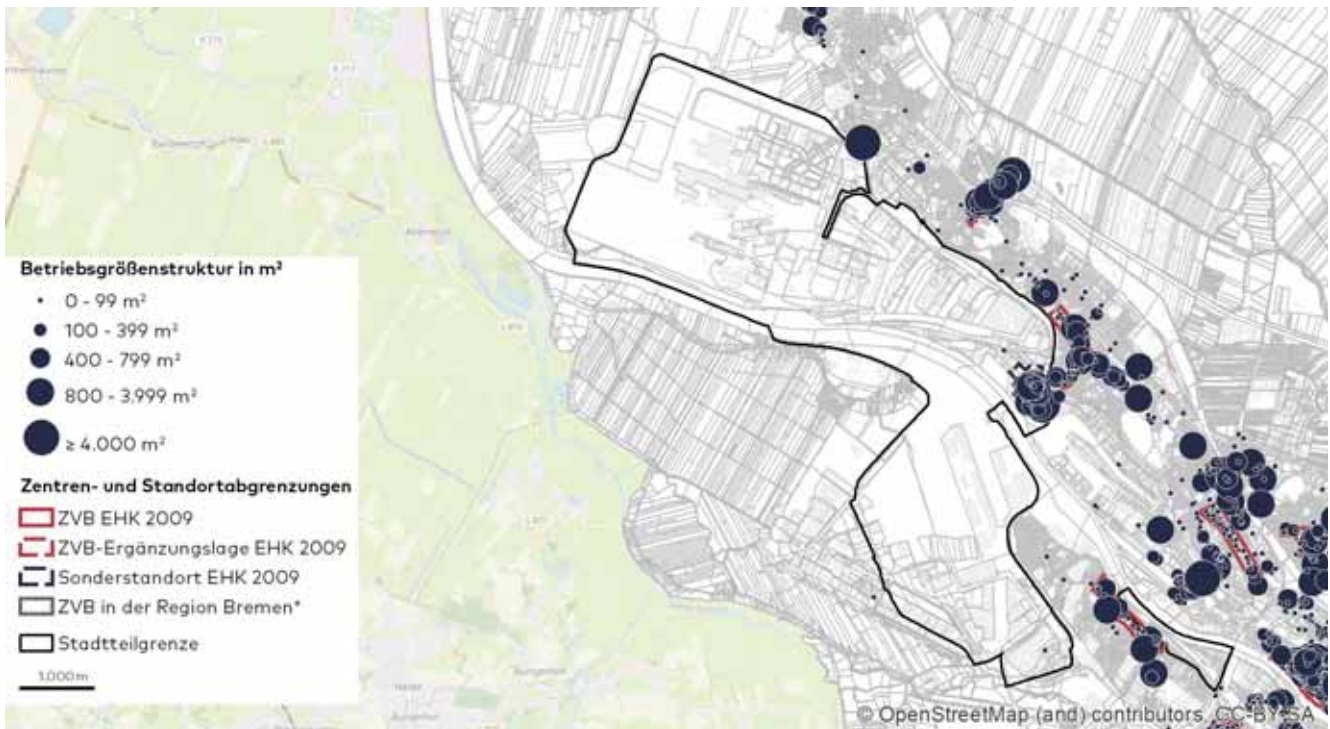 Betriebsgrößenstruktur in m²
0 - 99 m²
100 - 399 m²
400 - 799 m²
800 - 3.999 m²
≥ 4.000 m²
Zentren- und Standortabgrenzungen
ZVB EHK 2009
ZVB-Ergänzungslage EHK 2009
Sonderstandort EHK 2009
ZVB in der Region Bremen*
Stadtteilgrenze
1.000 m
© OpenStreetMap (and) contributors, CC-BY-SA